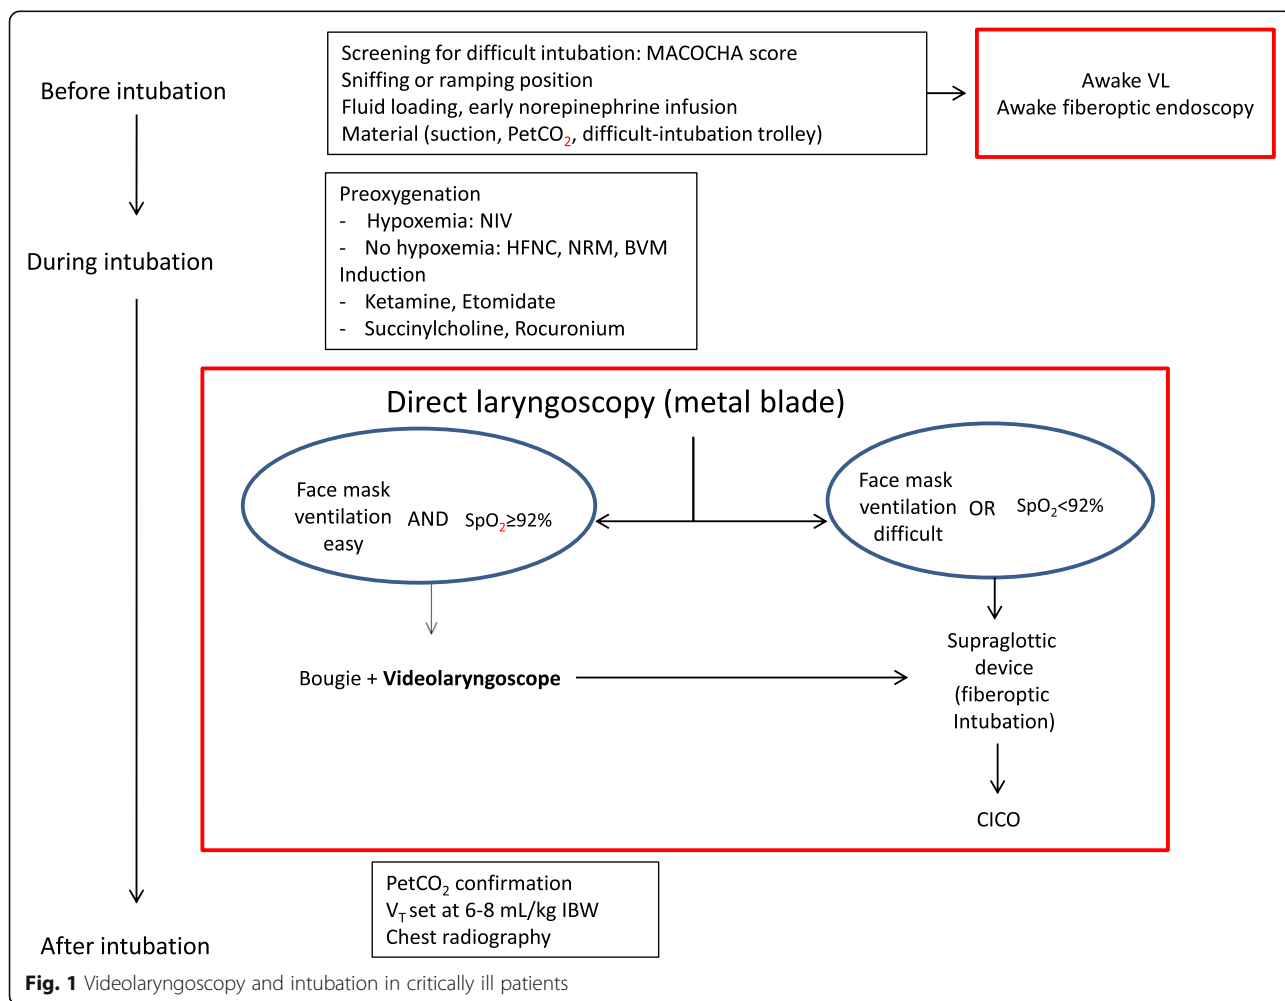 Before intubation
Screening for difficult intubation: MACOCHA score
Sniffing or ramping position
Fluid loading, early norepinephrine infusion
Material (suction, PetCO2, difficult-intubation trolley)
Awake VL
Awake fiberoptic endoscopy
During intubation
Preoxygenation
- Hypoxemia: NIV
- No hypoxemia: HFNC, NRM, BVM
Induction
- Ketamine, Etomidate
- Succinylcholine, Rocuronium
Direct laryngoscopy (metal blade)
Face mask
ventilation
easy
AND
SpO2≥92%
Face mask
ventilation
difficult
OR
SpO2<92%
Bougie + Videolaryngoscope
Supraglottic
device
(fiberoptic
Intubation)
CICO
After intubation
PetCO2 confirmation
VT set at 6-8 mL/kg IBW
Chest radiography
Fig. 1 Videolaryngoscopy and intubation in critically ill patients